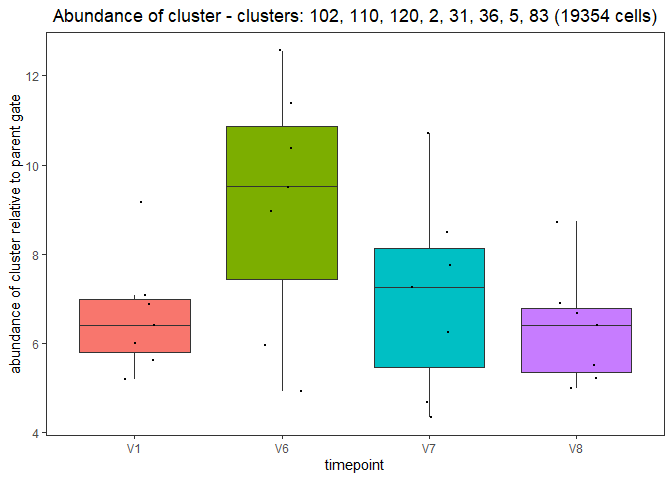 Abundance of cluster - clusters: 102, 110, 120, 2, 31, 36, 5, 83 (19354 cells)
abundance of cluster relative to parent gate
12
10
8
6
4
V1 V6 V7 V8
timepoint